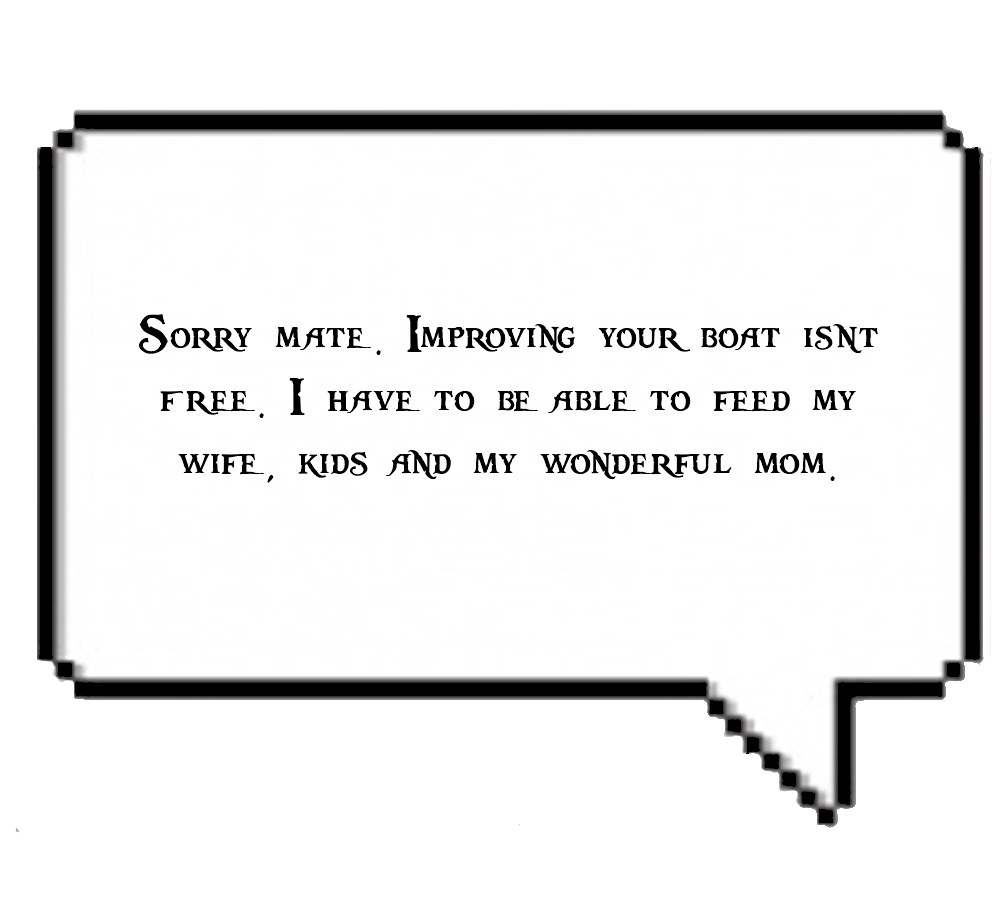 Sorry mate. Improving your boat isnt
free. I have to be able to feed my
wife, kids and my wonderful mom.